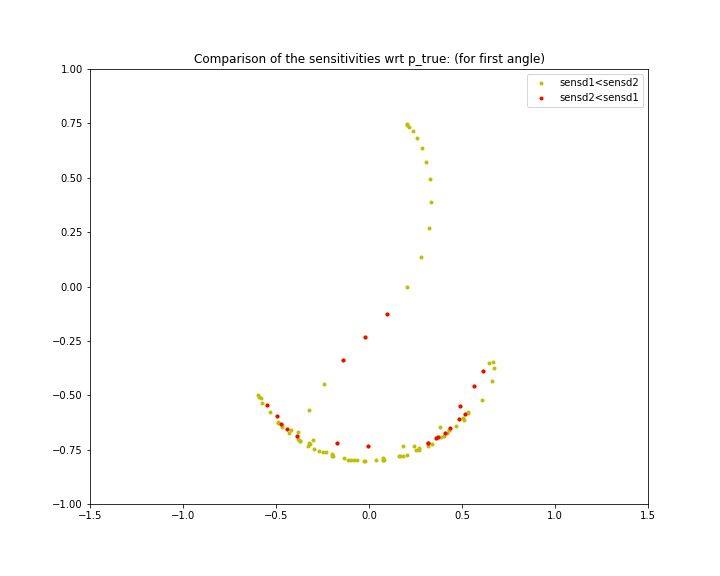 Comparison of the sensitivities wrt p_true: (for first angle)
1.00
sensd1<sensd2
sensd2<sensd1
0.75
0.50
0.25
0.00
−0.25
−0.50
−0.75
−1.00
−1.5 −1.0 −0.5 0.0 0.5 1.0 1.5